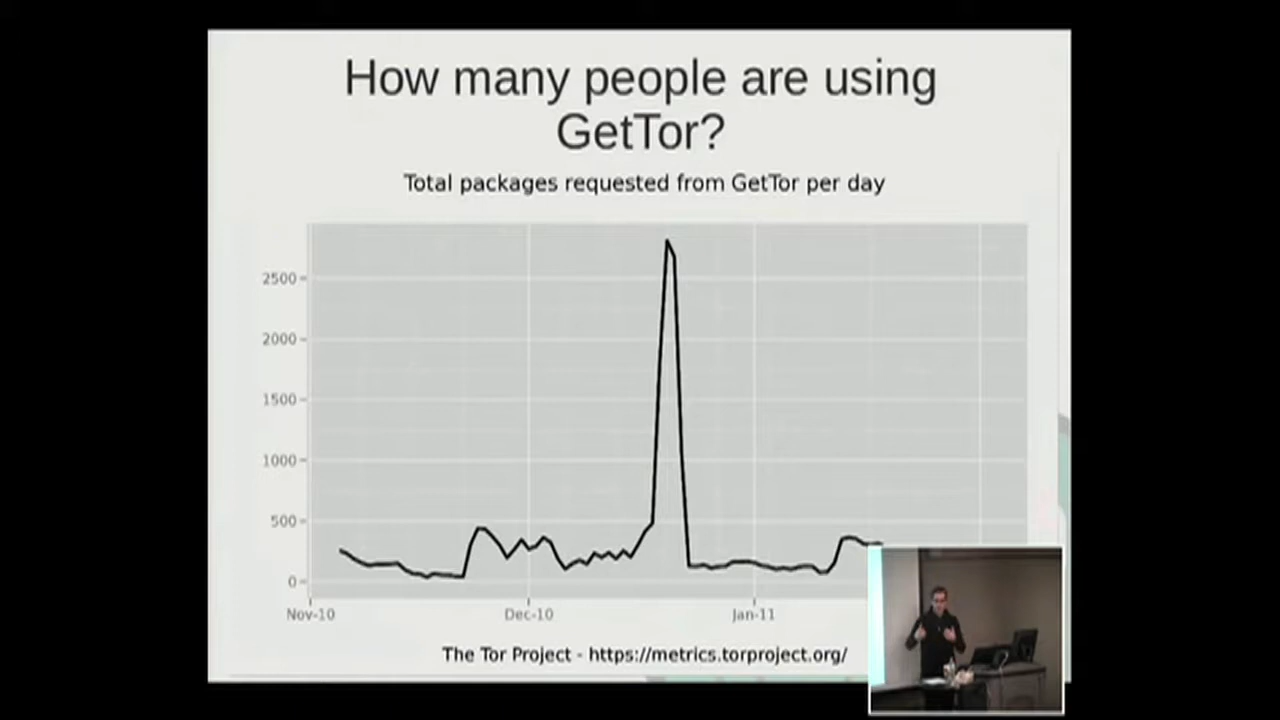 How many people are using
GetTor?
Total packages requested from GetTor per day
2500
2000
1500
1000
500
0
Nov-10
Dec-10
Jan-11
The Tor Project - https://metrics.torproject.org/